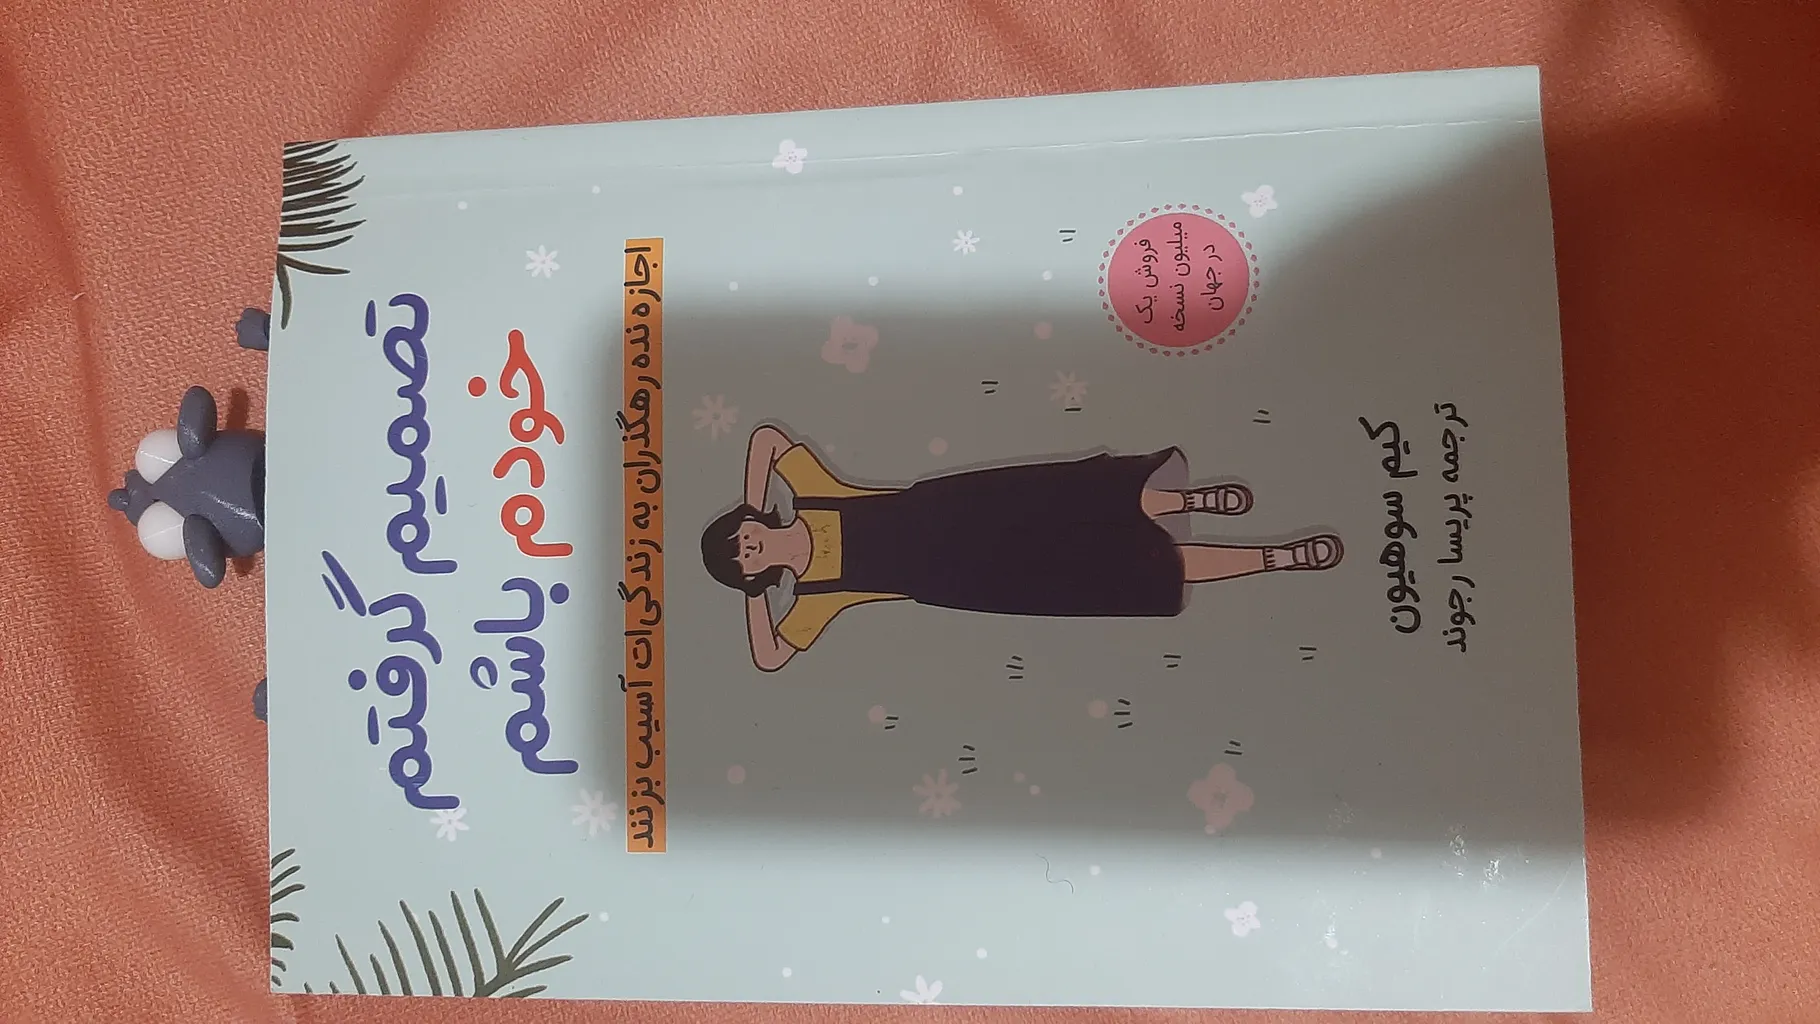 تصمیم گرفتم
خودم باشم
اجازه نده رهگذران به زندگی‌ات آسیب بزنند
فروش یک
میلیون نسخه
در جهان
کیم سوهیون
ترجمه پریسا رجوند